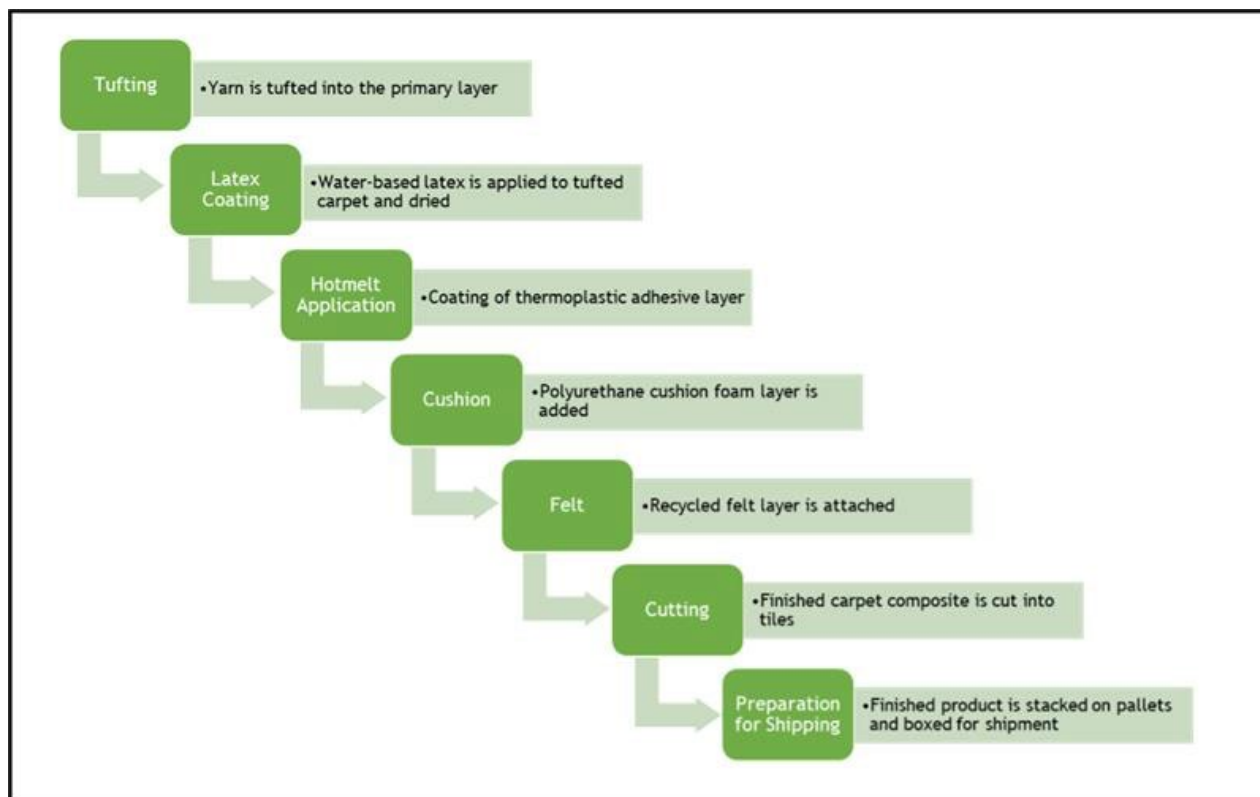 Tufting
•Yarn is tufted into the primary layer
Latex
Coating
•Water-based latex is applied to tufted
carpet and dried
Hotmelt
Application
•Coating of thermoplastic adhesive layer
Cushion
•Polyurethane cushion foam layer is
added
Felt
•Recycled felt layer is attached
Cutting
•Finished carpet composite is cut into
tiles
Preparation
for Shipping
•Finished product is stacked on pallets
and boxed for shipment